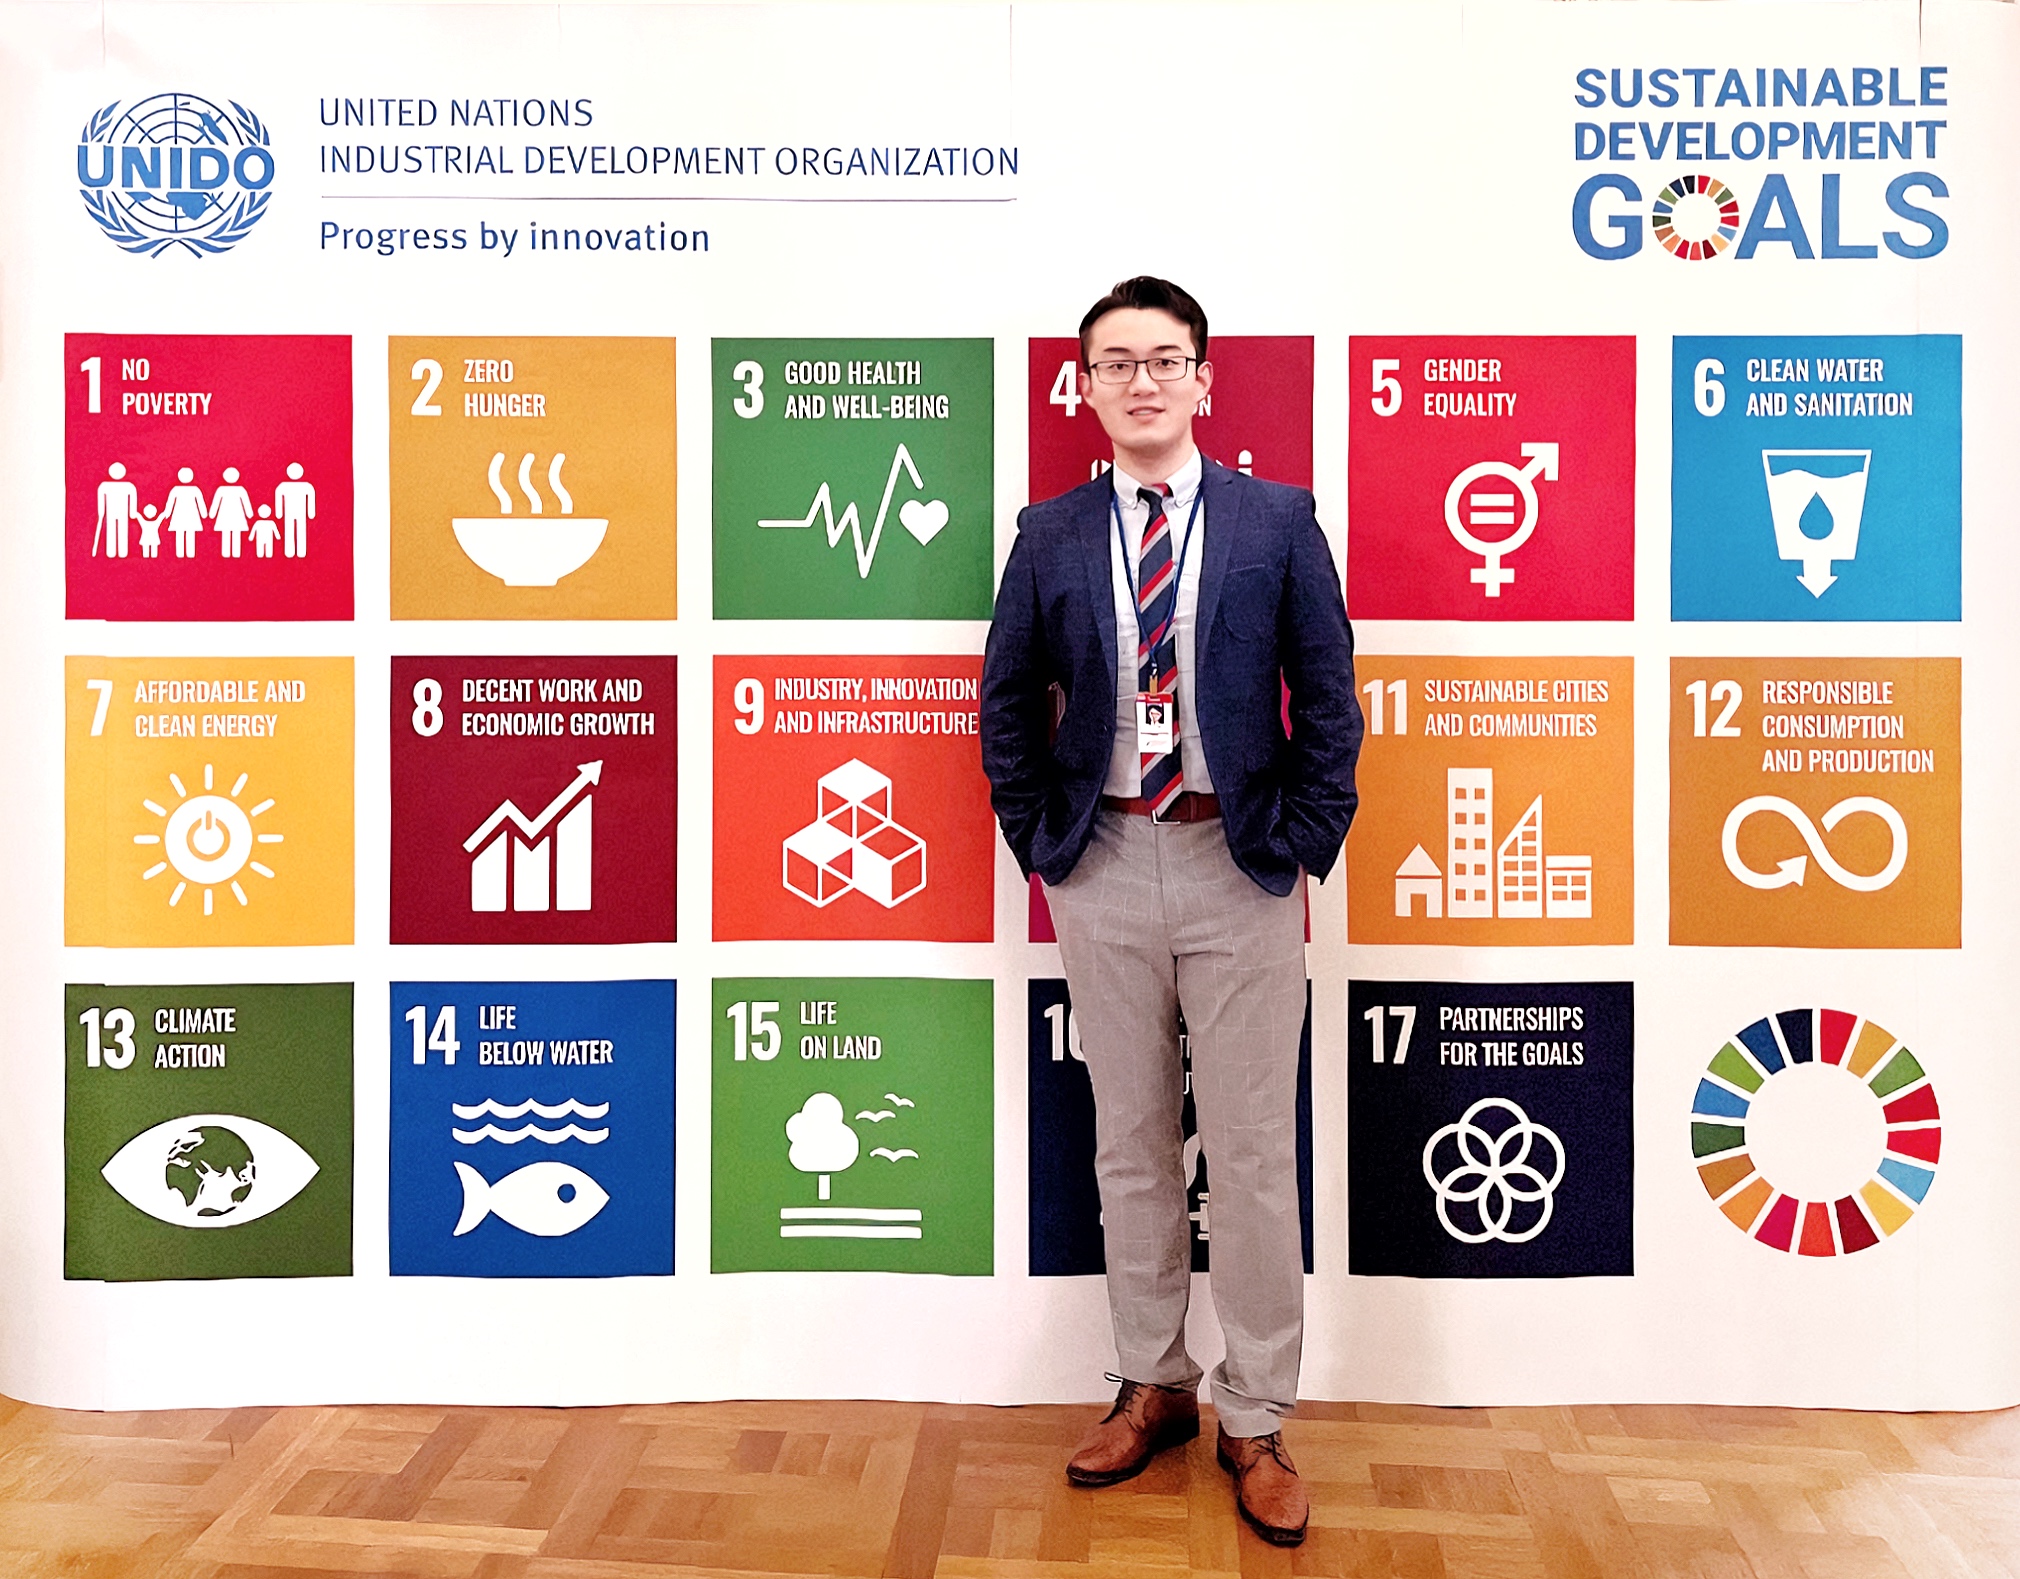 UNIDO
UNITED NATIONS
INDUSTRIAL DEVELOPMENT ORGANIZATION
Progress by innovation
SUSTAINABLE
DEVELOPMENT
GOALS
1 NO
POVERTY
2 ZERO
HUNGER
3 GOOD HEALTH
AND WELL-BEING
4
5 GENDER
EQUALITY
6 CLEAN WATER
AND SANITATION
7 AFFORDABLE AND
CLEAN ENERGY
8 DECENT WORK AND
ECONOMIC GROWTH
9 INDUSTRY, INNOVATION
AND INFRASTRUCTURE
11 SUSTAINABLE CITIES
AND COMMUNITIES
12 RESPONSIBLE
CONSUMPTION
AND PRODUCTION
13 CLIMATE
ACTION
14 LIFE
BELOW WATER
15 LIFE
ON LAND
17 PARTNERSHIPS
FOR THE GOALS